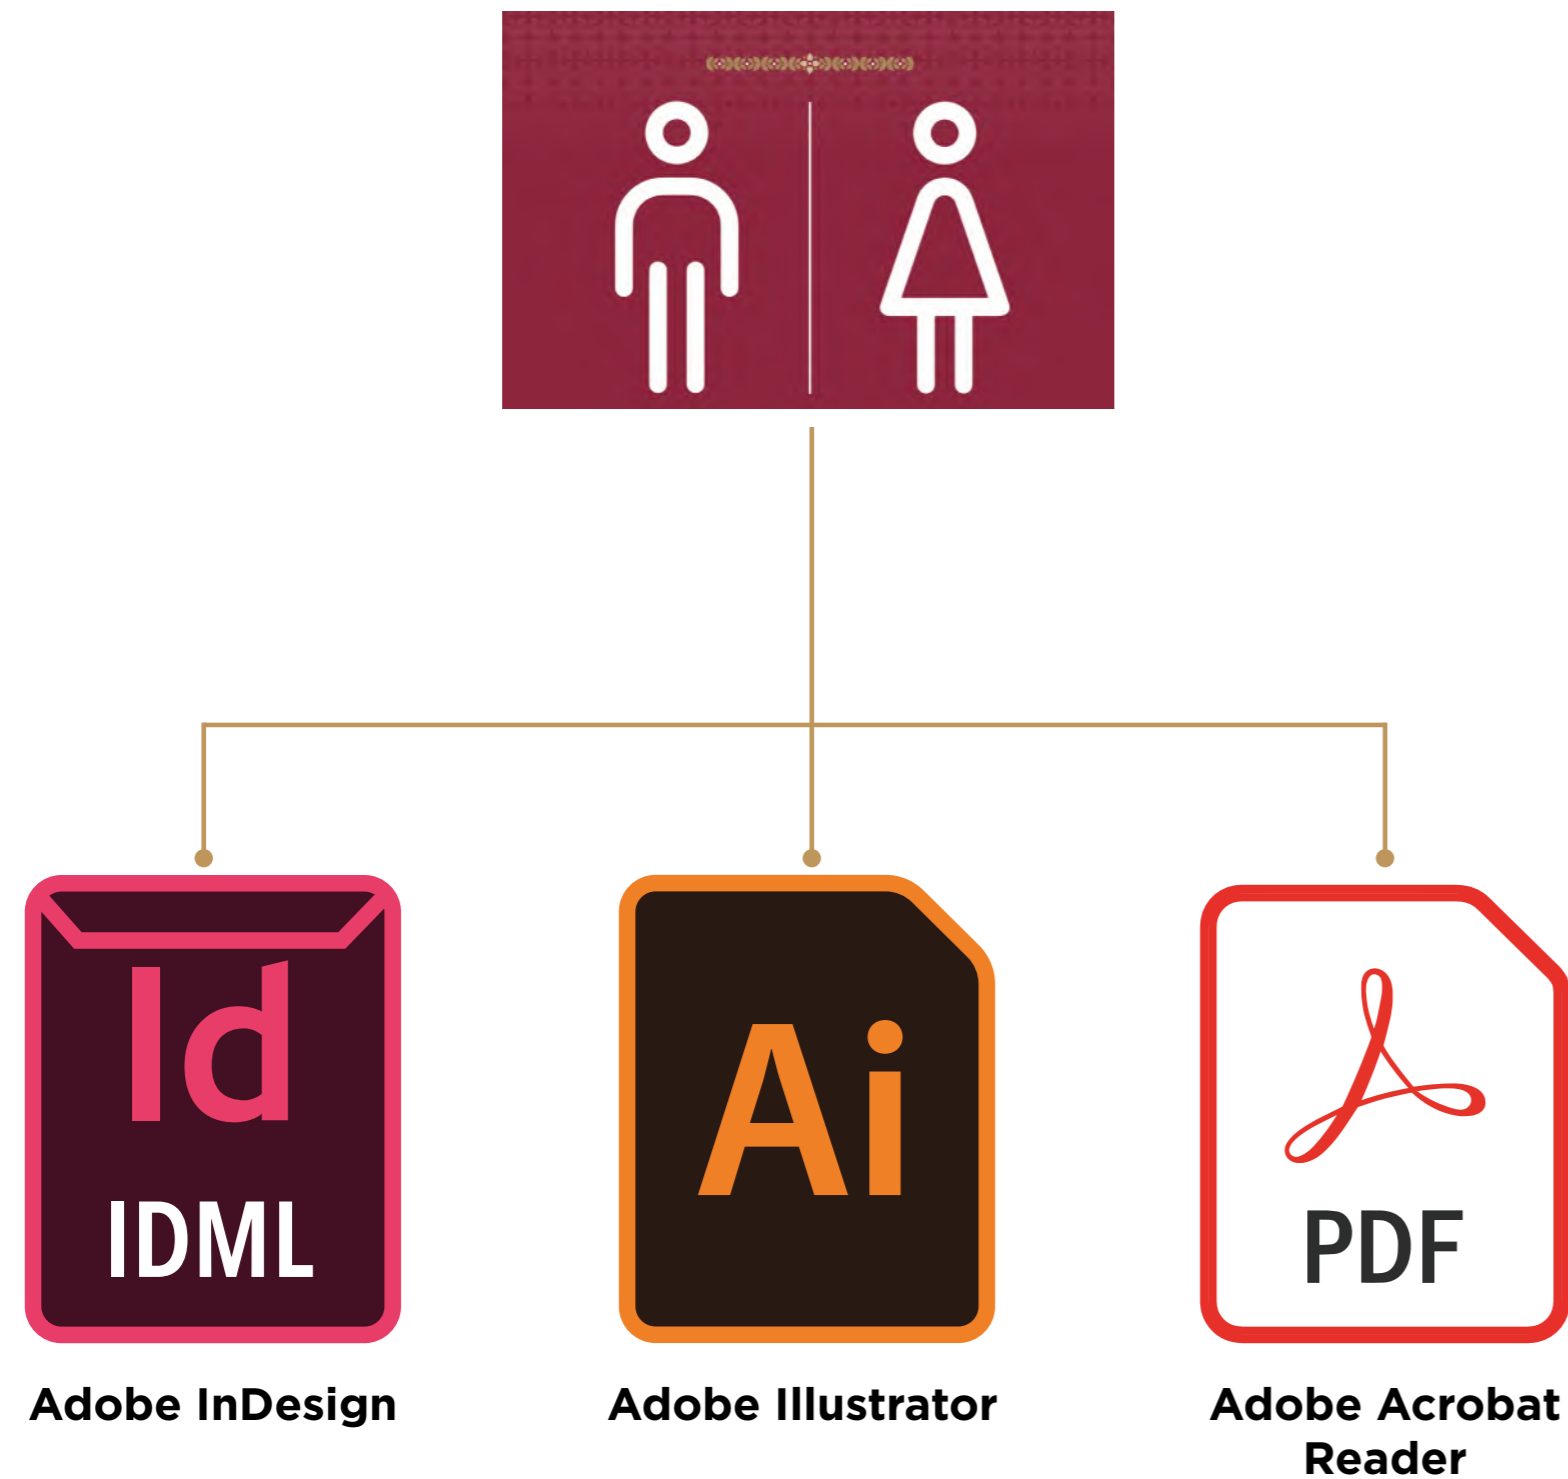 Id
IDML
Ai
PDF
Adobe InDesign
Adobe Illustrator
Adobe Acrobat
Reader